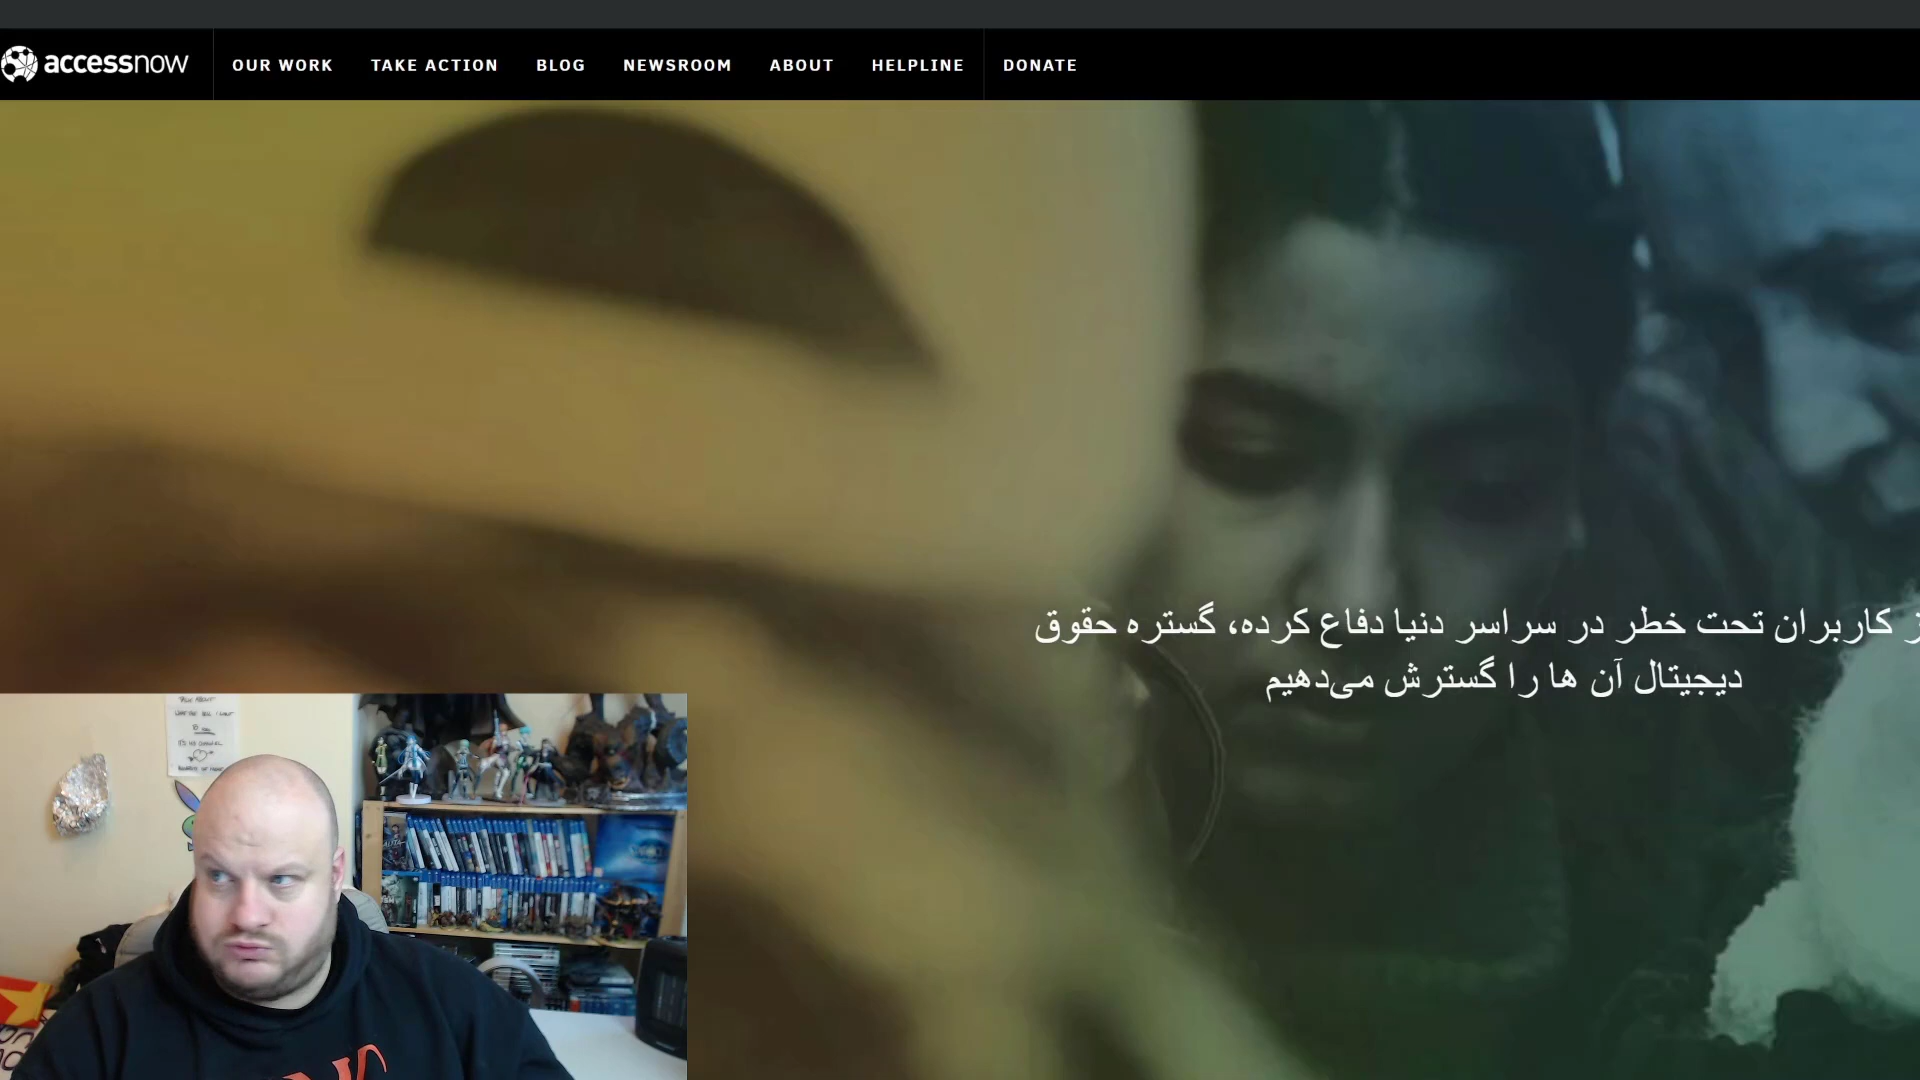 accessnow
OUR WORK
TAKE ACTION
BLOG
NEWSROOM
ABOUT
HELPLINE
DONATE
کاربران تحت خطر در سراسر دنیا دفاع کرده، گستره حقوق
دیجیتال آن ها را گسترش می‌دهیم